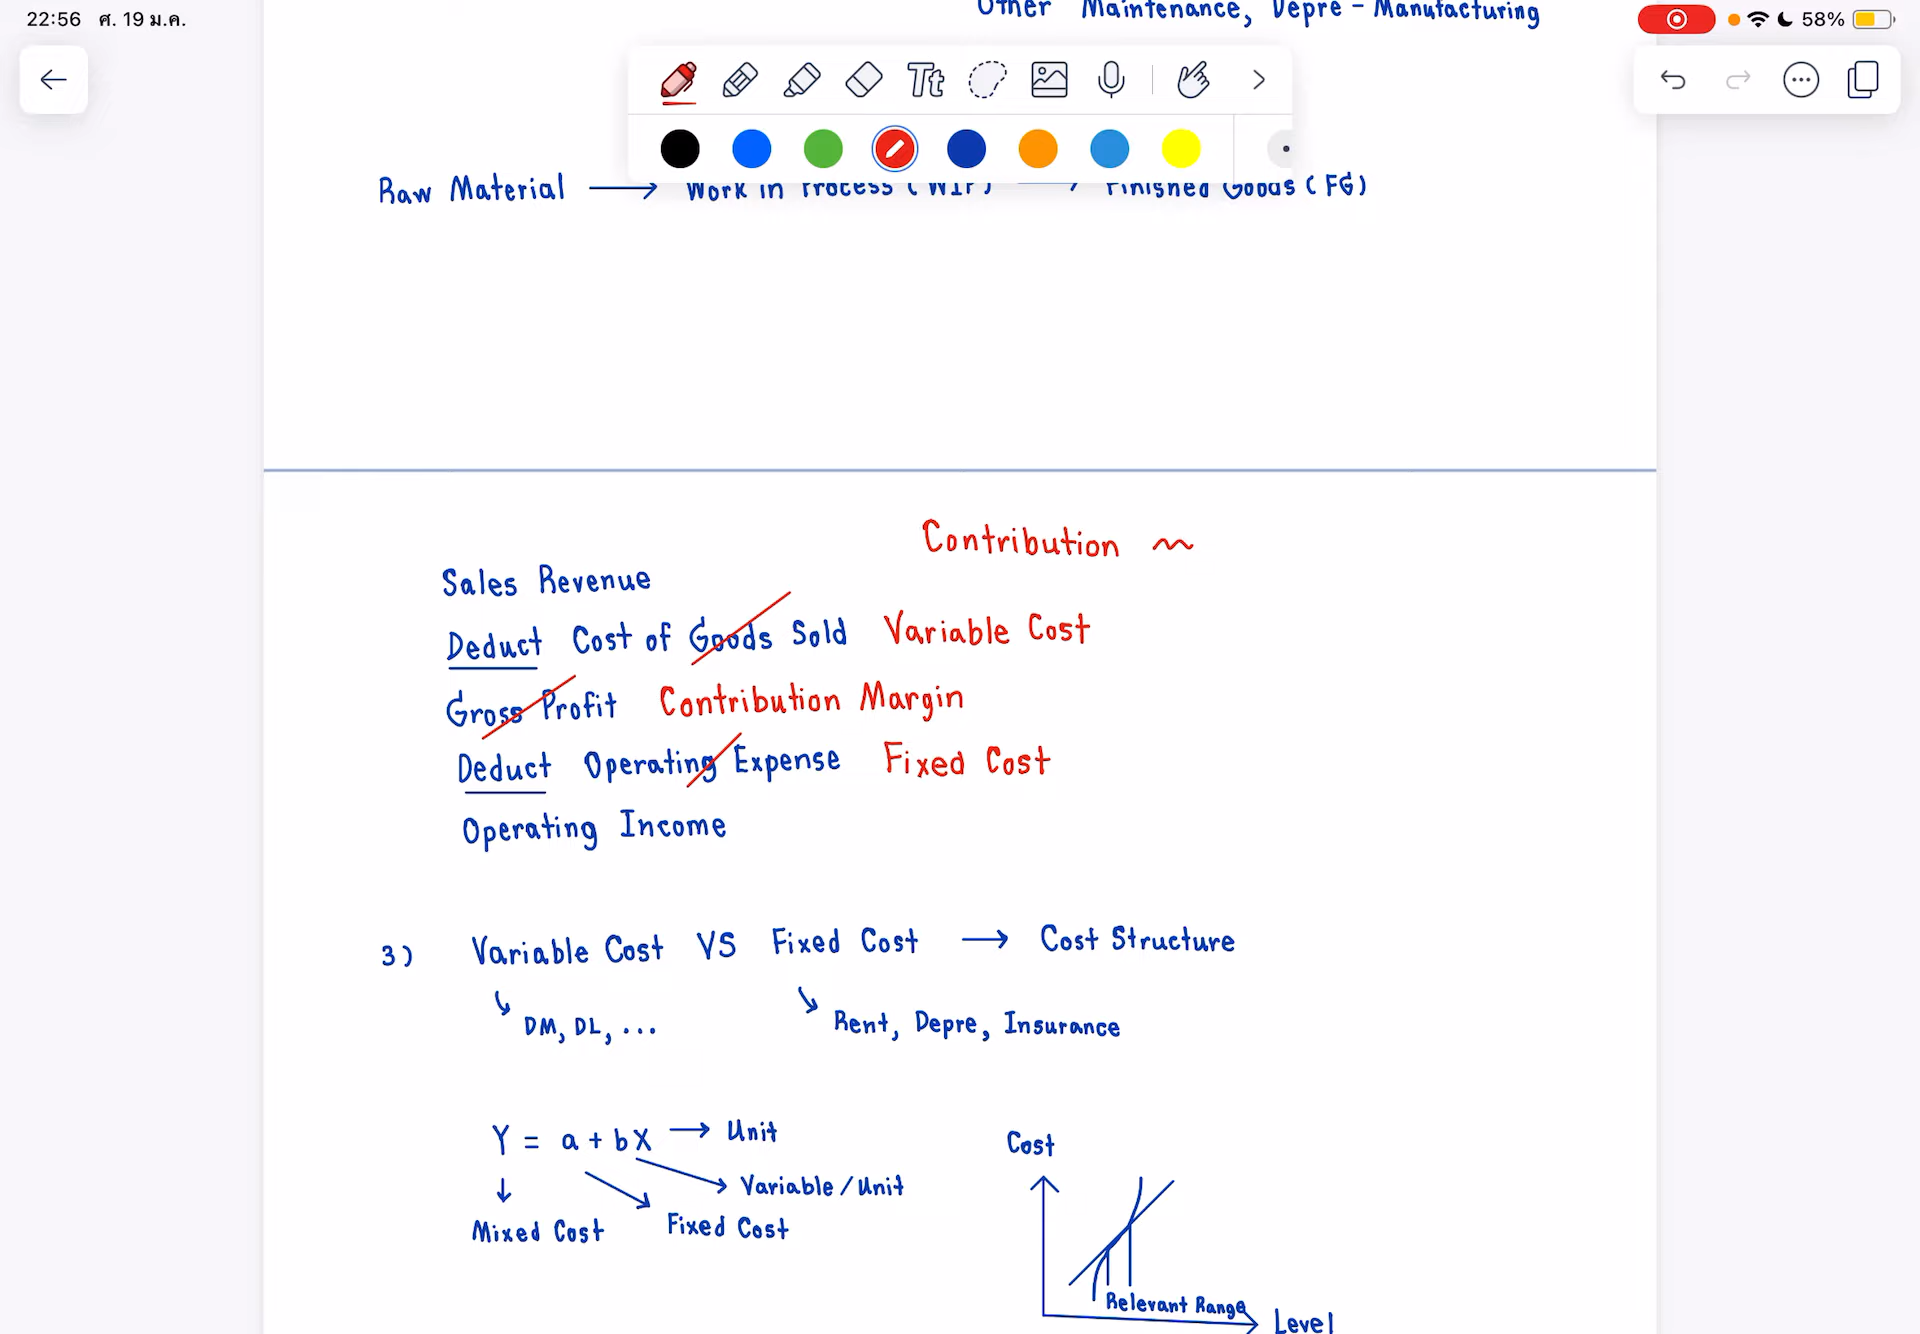 22:56 ศ. 19 ม.ค.
58%
Other Maintenance, Depre - Manufacturing
Tt
Raw Material → Work in Process (WIP) → Finished Goods (FG)
Contribution ~
Sales Revenue
Deduct Cost of Goods Sold Variable Cost
Gross Profit Contribution Margin
Deduct Operating Expense Fixed Cost
Operating Income
3) Variable Cost VS Fixed Cost → Cost Structure
DM, DL, ...
Rent, Depre, Insurance
Y = a + bX → Unit
Variable / Unit
Mixed Cost
Fixed Cost
Cost
Relevant Range
Level